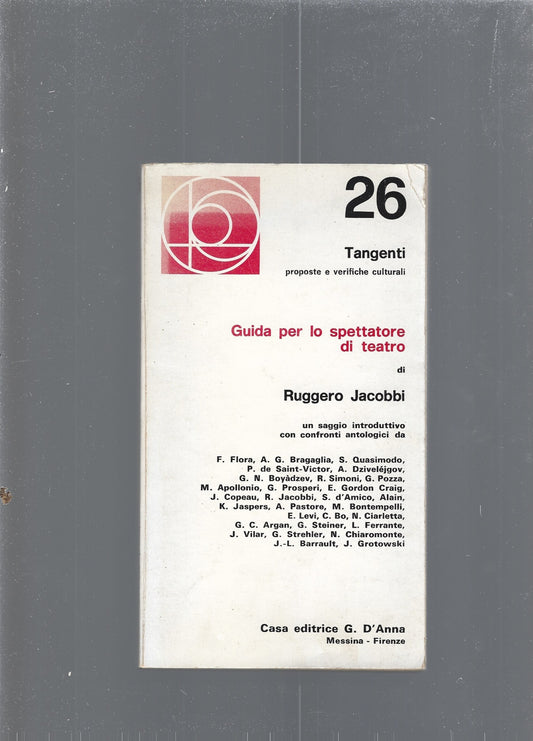 26
Tangenti
proposte e verifiche culturali
Guida per lo spettatore
di teatro
di
Ruggero Jacobbi
un saggio introduttivo
con confronti antologici da
F. Flora, A. G. Bragaglia, S. Quasimodo,
P. de Saint-Victor, A. Dziveléjgov,
G. N. Boyàdzev, R. Simoni, G. Pozza,
M. Apollonio, G. Prosperi, E. Gordon Craig,
J. Copeau, R. Jacobbi, S. d'Amico, Alain,
K. Jaspers, A. Pastore, M. Bontempelli,
E. Levi, C. Bo, N. Ciarletta,
G. C. Argan, G. Steiner, L. Ferrante,
J. Vilar, G. Strehler, N. Chiaromonte,
J.-L. Barrault, J. Grotowski
Casa editrice G. D'Anna
Messina - Firenze